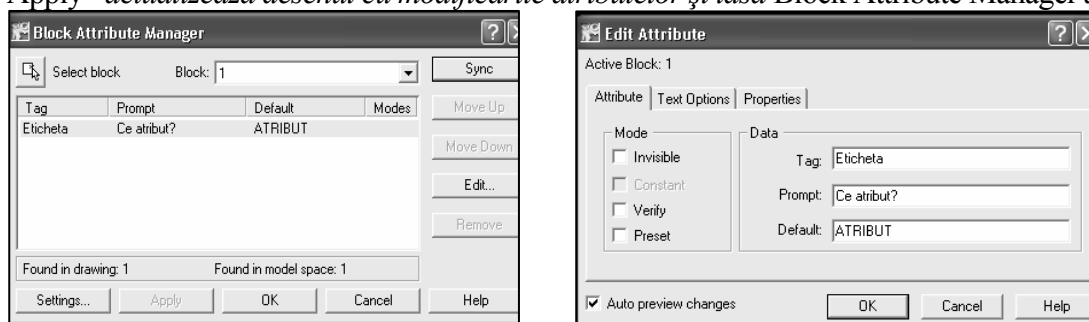 Apply - actualizează desenul cu modificările atributelor şi lasă Block Attribute Manager
Block Attribute Manager
Select block
Block: 1
Sync
Tag Prompt Default Modes
Eticheta Ce atribut? ATRIBUT
Move Up
Move Down
Edit...
Remove
Found in drawing: 1 Found in model space: 1
Settings... Apply OK Cancel Help
Edit Attribute
Active Block: 1
Attribute Text Options Properties
Mode
Invisible
Constant
Verify
Preset
Data
Tag: Eticheta
Prompt: Ce atribut?
Default: ATRIBUT
Auto preview changes
OK Cancel Help